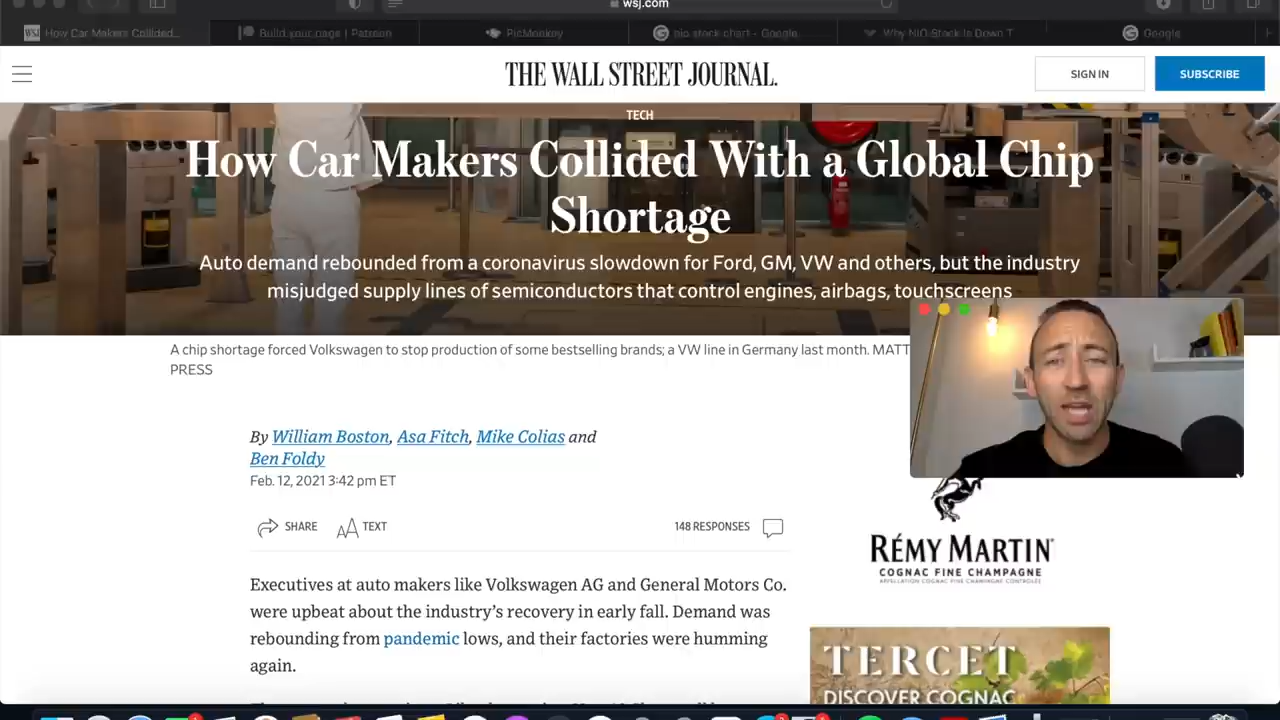 wsj.com
WSJ How Car Makers Collided...
Build your page | Patreon
PicMonkey
nio stock chart - Google
Why NIO Stock Is Down T
Google
THE WALL STREET JOURNAL.
SIGN IN
SUBSCRIBE
TECH
How Car Makers Collided With a Global Chip
Shortage
Auto demand rebounded from a coronavirus slowdown for Ford, GM, VW and others, but the industry
misjudged supply lines of semiconductors that control engines, airbags, touchscreens
A chip shortage forced Volkswagen to stop production of some bestselling brands; a VW line in Germany last month. MATT
PRESS
By William Boston, Asa Fitch, Mike Colias and
Ben Foldy
Feb. 12, 2021 3:42 pm ET
SHARE
TEXT
148 RESPONSES
RÉMY MARTIN
COGNAC FINE CHAMPAGNE
APPELLATION COGNAC FINE CHAMPAGNE CONTRÔLÉE
Executives at auto makers like Volkswagen AG and General Motors Co.
were upbeat about the industry's recovery in early fall. Demand was
rebounding from pandemic lows, and their factories were humming
again.
TERCET
DISCOVER COGNAC